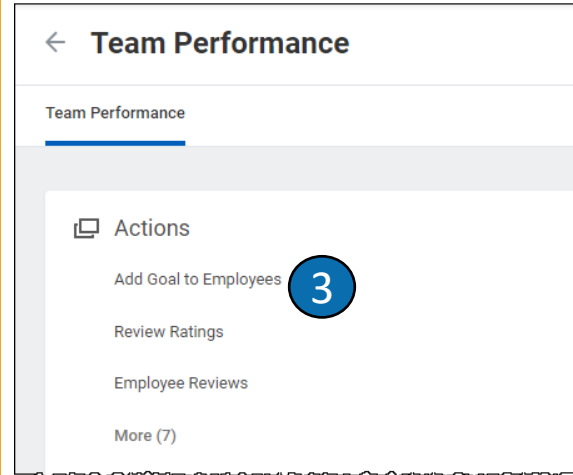 Team Performance
Team Performance
Actions
Add Goal to Employees
3
Review Ratings
Employee Reviews
More (7)